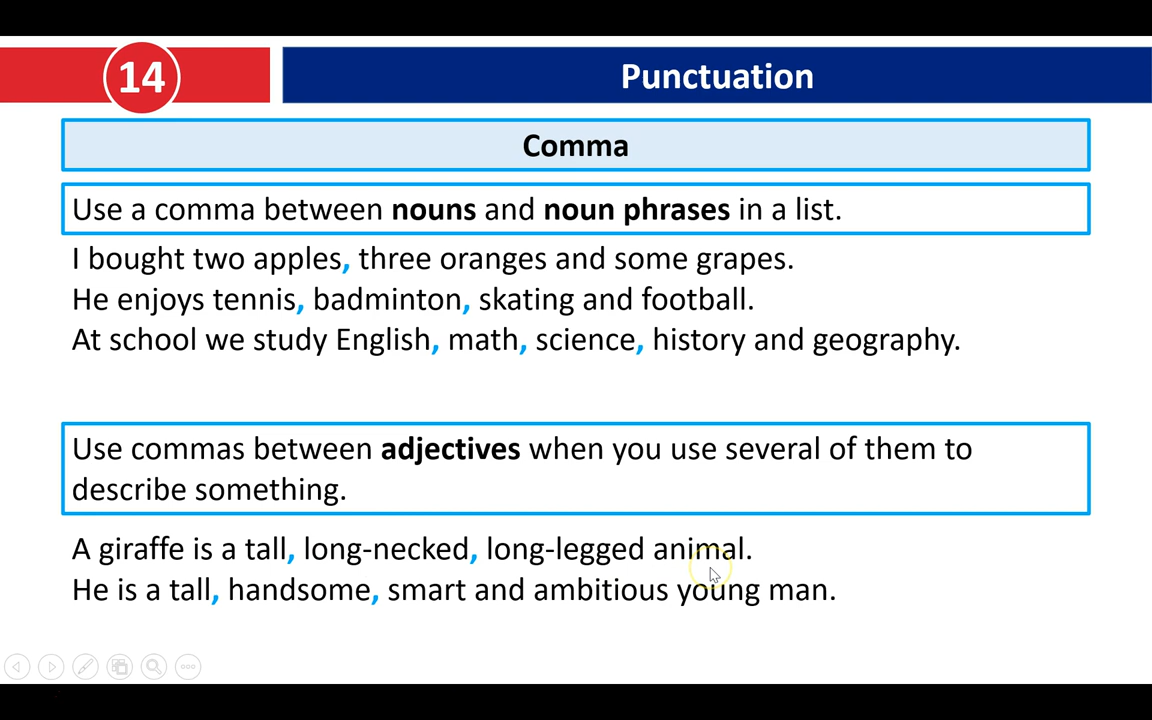 14
Punctuation
Comma
Use a comma between nouns and noun phrases in a list.
I bought two apples, three oranges and some grapes.
He enjoys tennis, badminton, skating and football.
At school we study English, math, science, history and geography.
Use commas between adjectives when you use several of them to
describe something.
A giraffe is a tall, long-necked, long-legged animal.
He is a tall, handsome, smart and ambitious young man.